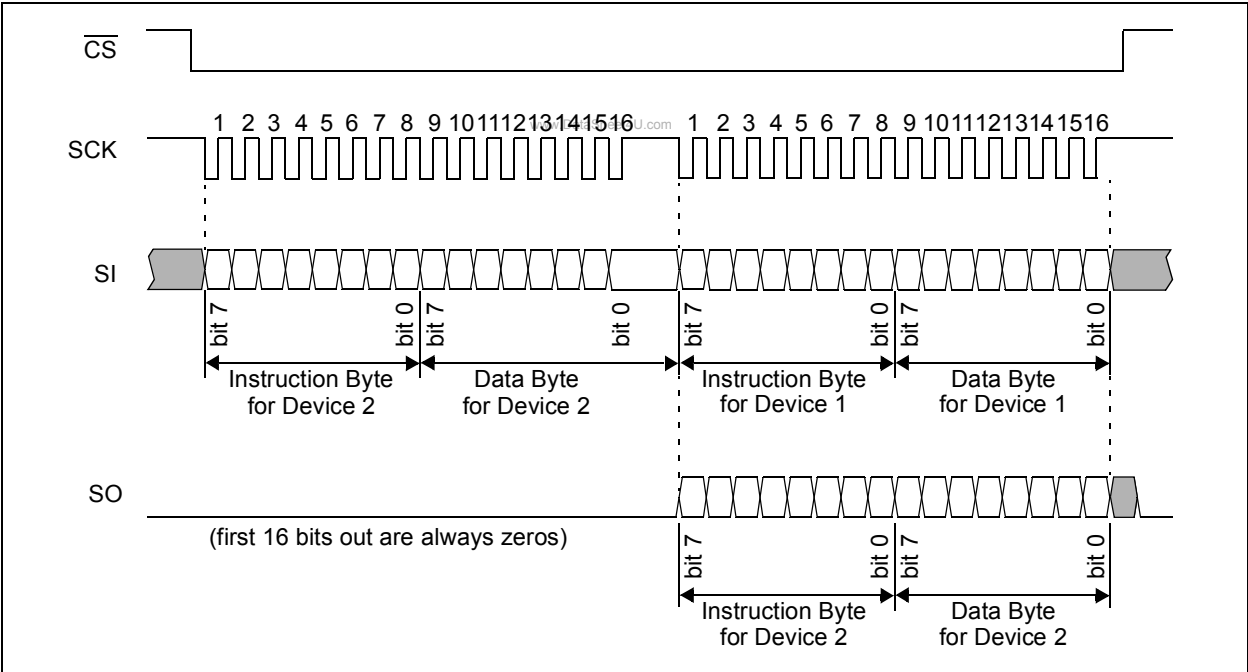 CS
1 2 3 4 5 6 7 8 9 10 11 12 13 14 15 16 1 2 3 4 5 6 7 8 9 10 11 12 13 14 15 16
SCK
SI
bit 7 bit 0 bit 7 bit 0 bit 7 bit 0 bit 7 bit 0
Instruction Byte Data Byte Instruction Byte Data Byte
for Device 2 for Device 2 for Device 1 for Device 1
SO
(first 16 bits out are always zeros)
bit 7 bit 0 bit 7 bit 0
Instruction Byte Data Byte
for Device 2 for Device 2